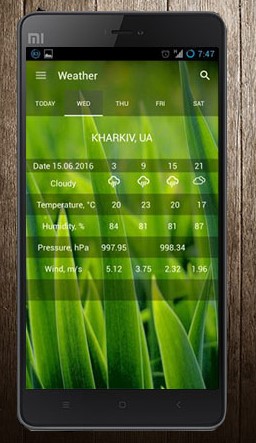 mi
43
7:47
Weather
TODAY WED THU FRI SAT
KHARKIV, UA
Date 15.06.2016 3 9 15 21
Cloudy
Temperature, °C 20 23 20 17
Humidity, % 84 81 81 87
Pressure, hPa 997.95 998.34
Wind, m/s 5.12 3.75 2.32 1.96